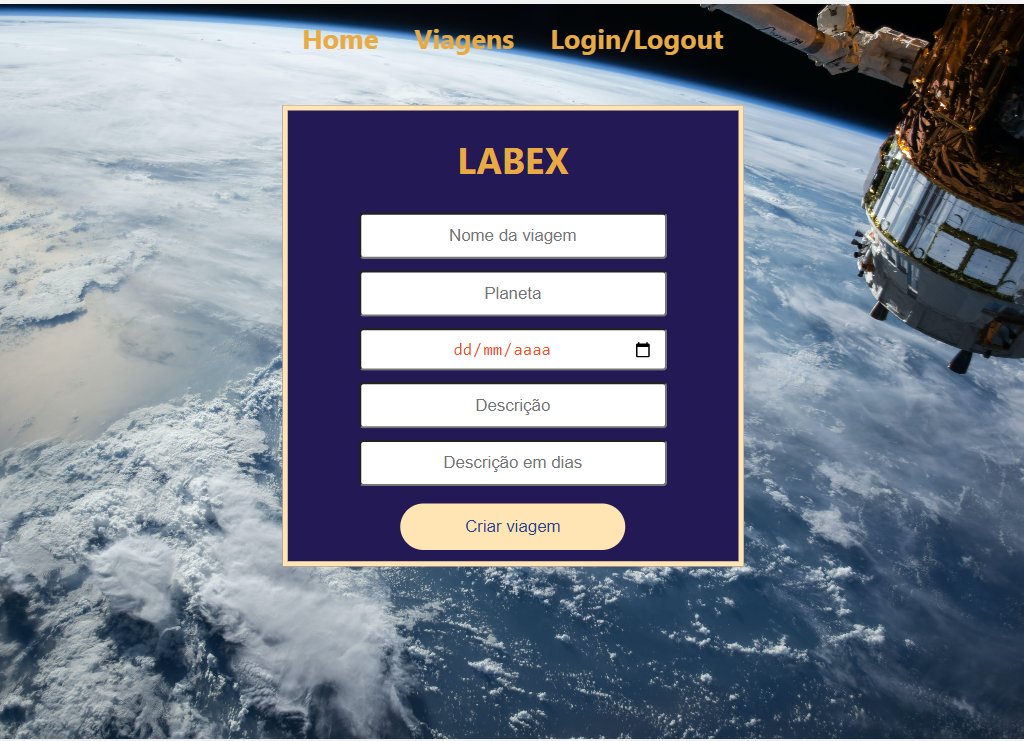 Home Viagens Login/Logout
LABEX
Nome da viagem
Planeta
dd/mm/aaaa
Descrição
Descrição em dias
Criar viagem